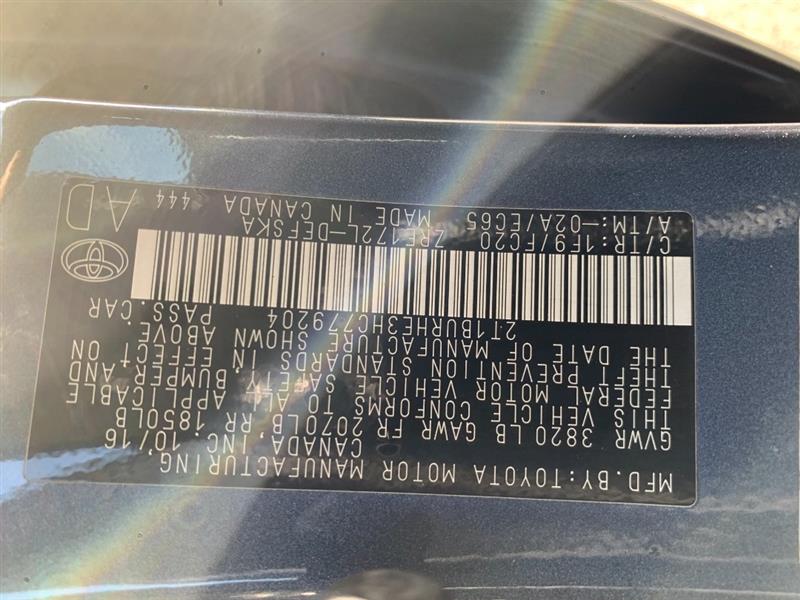 MFD.BY:TOYOTA MOTOR MANUFACTURING
CANADA,INC. 10/16
GVWR 3820 LB GAWR FR 2070LB RR 1850LB
THIS VEHICLE CONFORMS TO ALL APPLICABLE
FEDERAL MOTOR VEHICLE SAFETY, BUMPER AND
THEFT PREVENTION STANDARDS IN EFFECT ON
THE DATE OF MANUFACTURE SHOWN ABOVE.
2T1BURHE3HC779204 PASS.CAR
C/TR:1F9/FC20 ZRE172L-DEFSKA
A/TM:-02A/EC65 MADE IN CANADA 444
AD